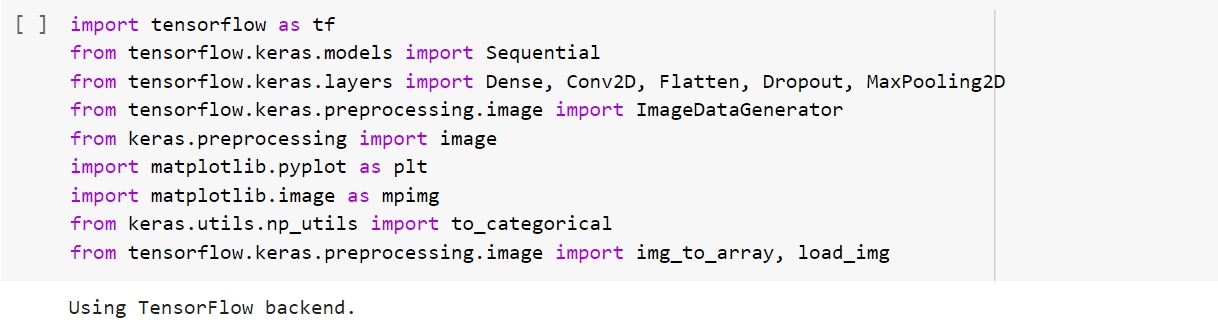 [ ] import tensorflow as tf
from tensorflow.keras.models import Sequential
from tensorflow.keras.layers import Dense, Conv2D, Flatten, Dropout, MaxPooling2D
from tensorflow.keras.preprocessing.image import ImageDataGenerator
from keras.preprocessing import image
import matplotlib.pyplot as plt
import matplotlib.image as mpimg
from keras.utils.np_utils import to_categorical
from tensorflow.keras.preprocessing.image import img_to_array, load_img
Using TensorFlow backend.